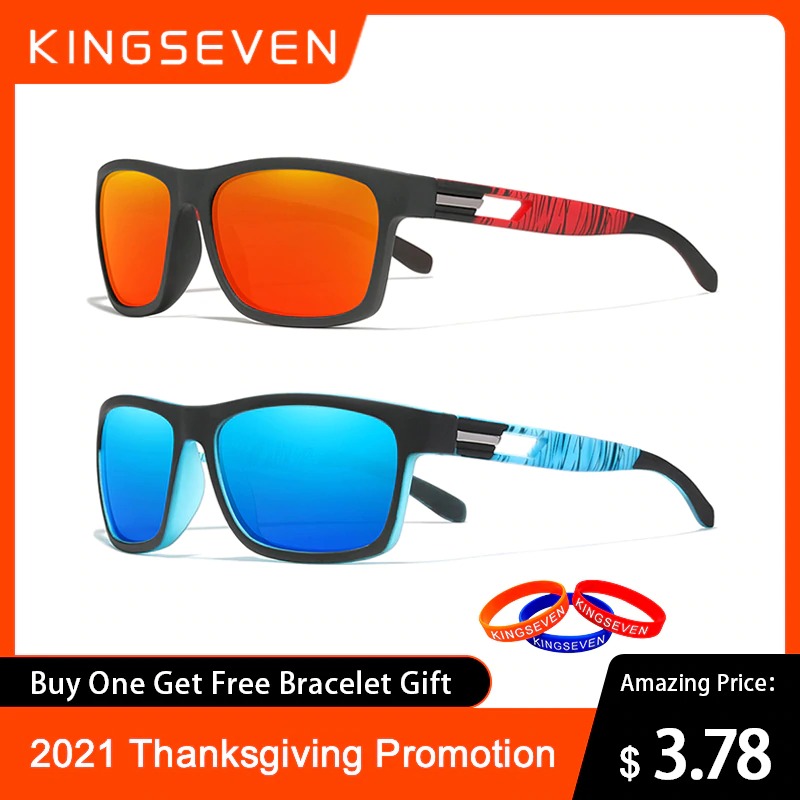 KINGSEVEN
KINGSEVEN
KINGSEVEN
KINGSEVEN
Buy One Get Free Bracelet Gift
Amazing Price:
2021 Thanksgiving Promotion
$ 3.78